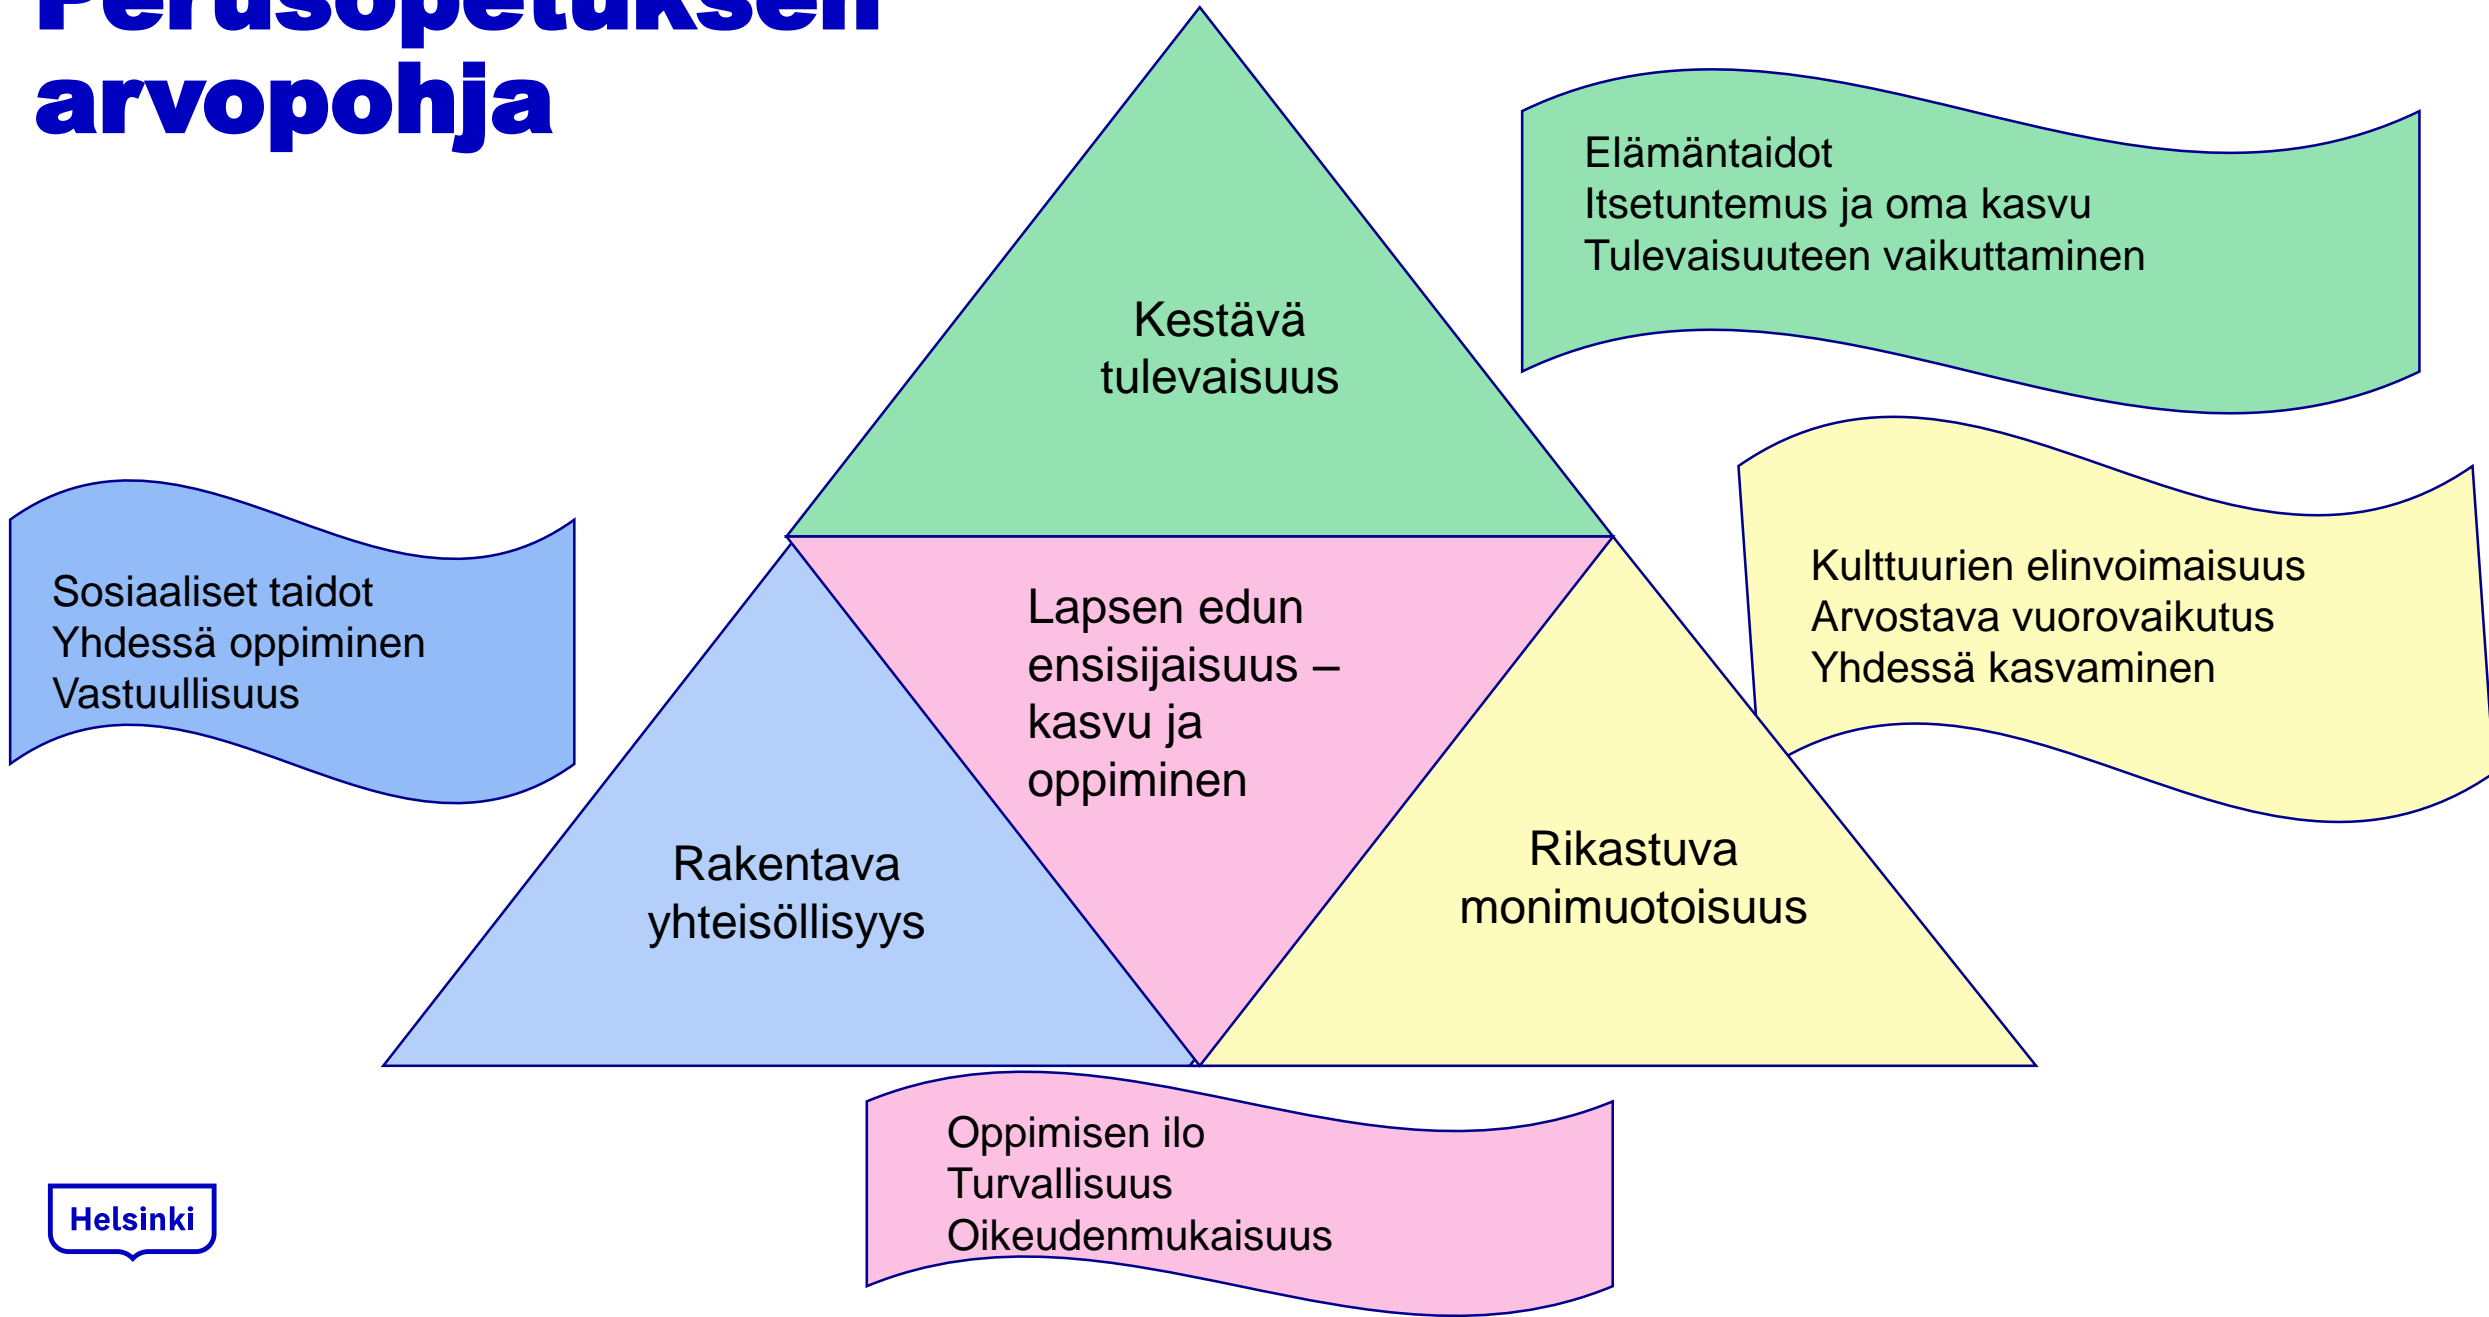 Perusopetuksen
arvopohja
Elämäntaidot
Itsetuntemus ja oma kasvu
Tulevaisuuteen vaikuttaminen
Kestävä
tulevaisuus
Sosiaaliset taidot
Yhdessä oppiminen
Vastuullisuus
Lapsen edun
ensisijaisuus –
kasvu ja
oppiminen
Kulttuurien elinvoimaisuus
Arvostava vuorovaikutus
Yhdessä kasvaminen
Rakentava
yhteisöllisyys
Rikastuva
monimuotoisuus
Oppimisen ilo
Turvallisuus
Oikeudenmukaisuus
Helsinki